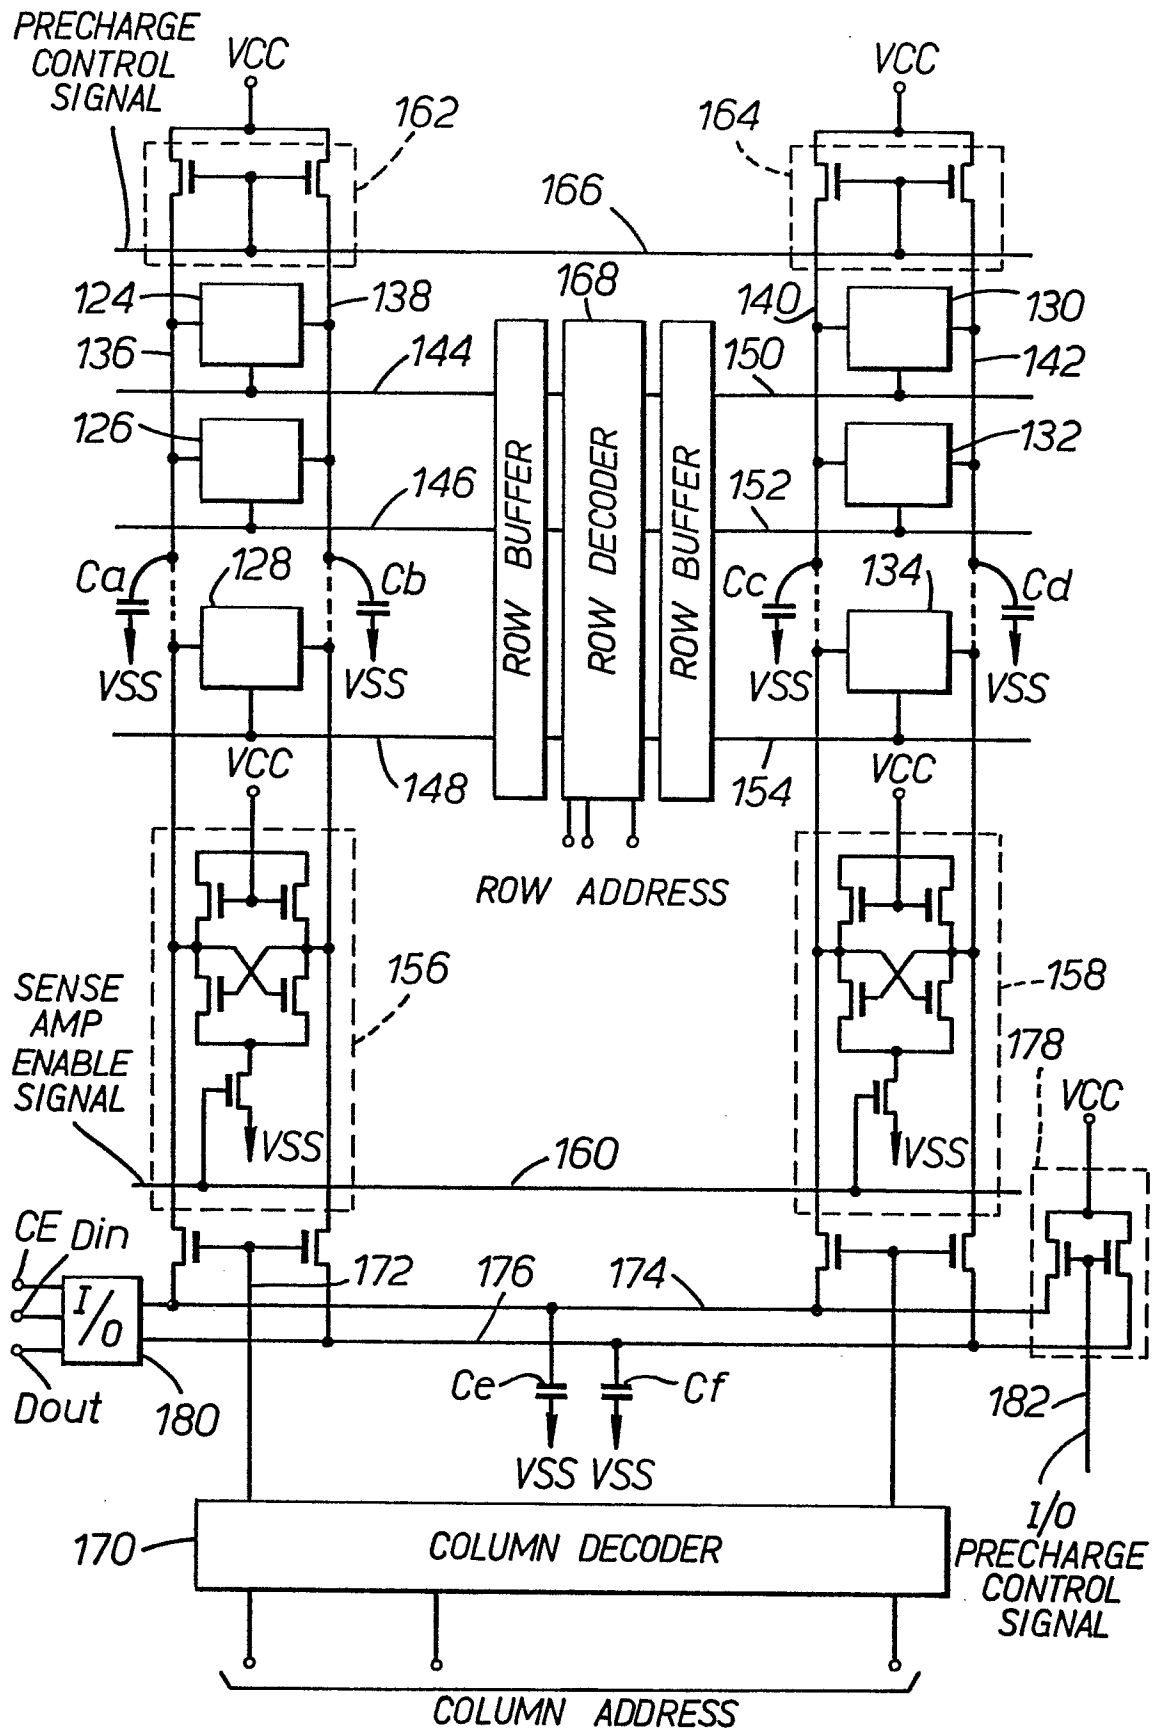 PRECHARGE
CONTROL
SIGNAL
VCC
VCC
162
164
166
124
138
168
140
130
136
144
150
142
126
146
152
132
ROW BUFFER
ROW DECODER
ROW BUFFER
Ca
128
Cb
Cc
134
Cd
VSS
VSS
VSS
VSS
VCC
148
154
VCC
ROW ADDRESS
SENSE
AMP
ENABLE
SIGNAL
156
158
178
VCC
VSS
160
VSS
CE
Din
I/O
172
176
174
Dout
180
Ce
Cf
182
VSS
VSS
I/O
PRECHARGE
CONTROL
SIGNAL
170
COLUMN DECODER
COLUMN ADDRESS